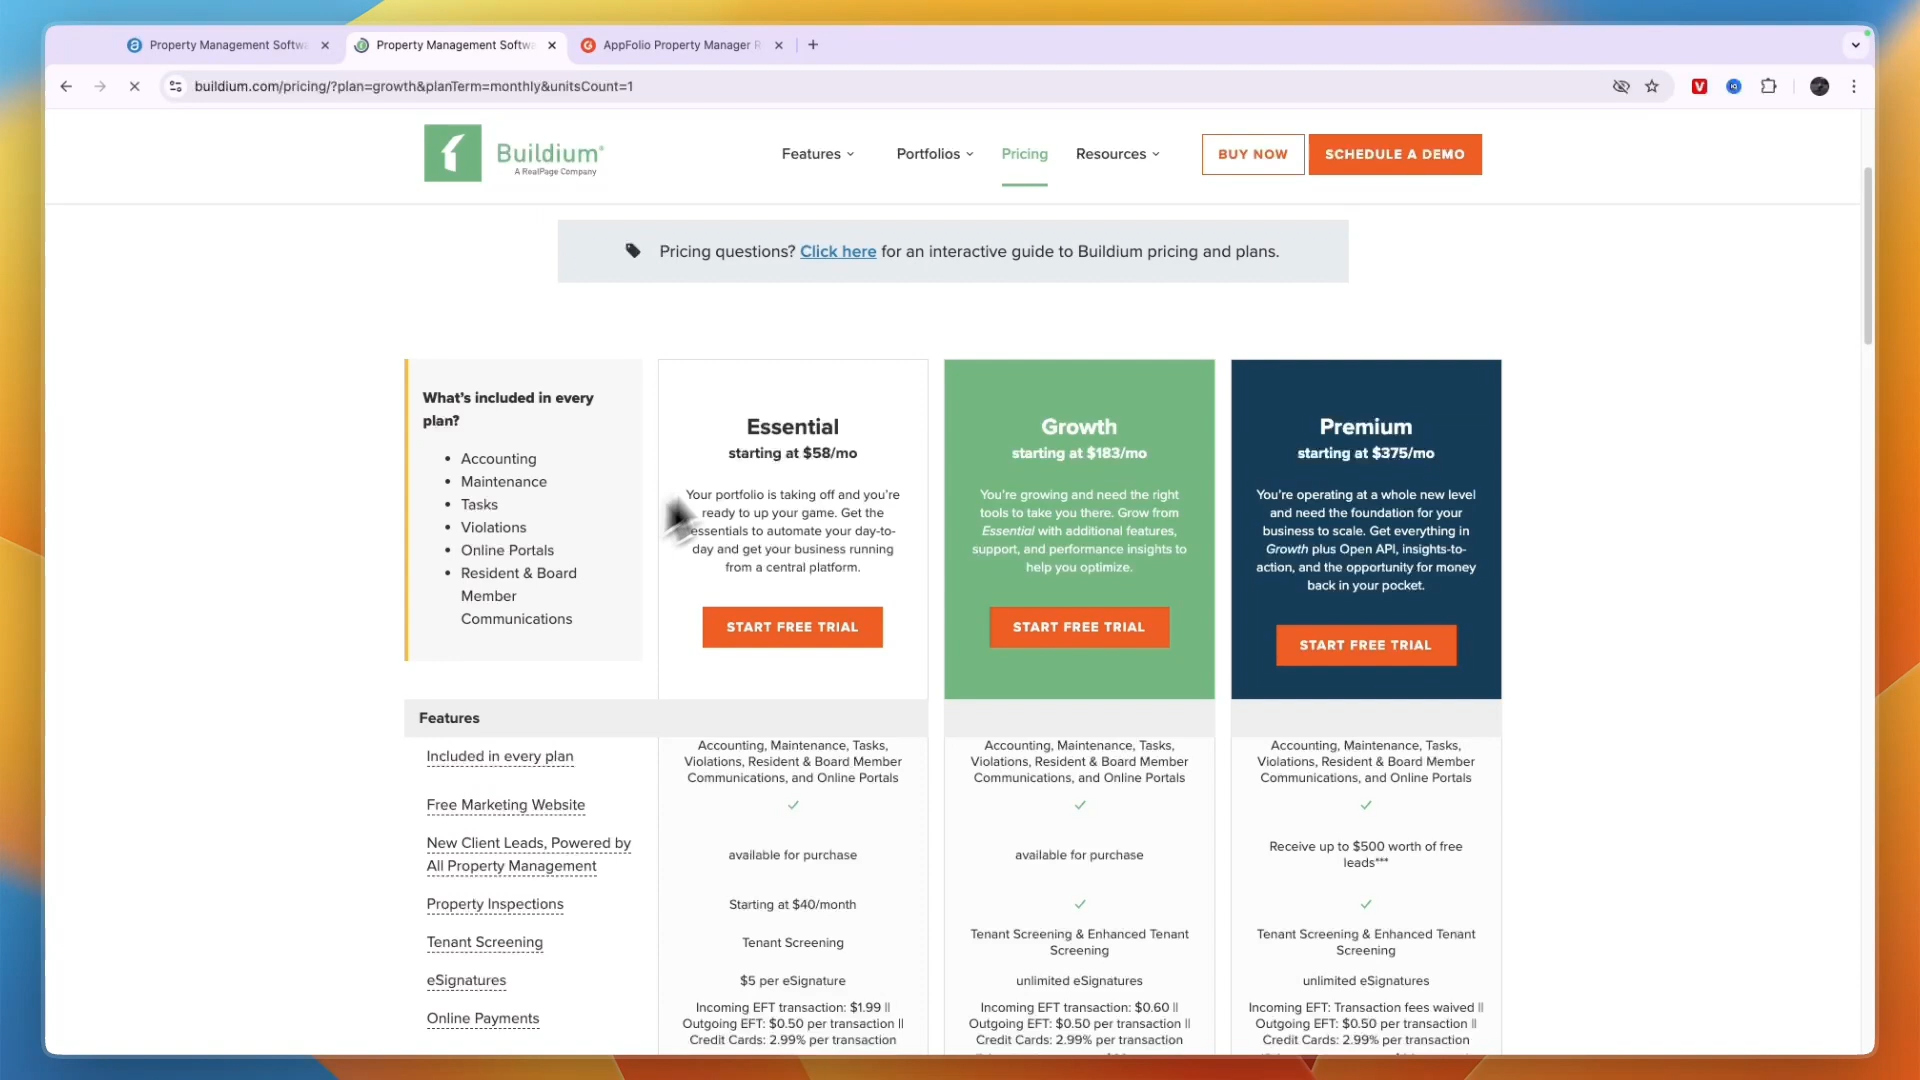 Property Management Softwa
Property Management Softwa
AppFolio Property Manager R
buildium.com/pricing/?plan=growth&planTerm=monthly&unitsCount=1
Buildium®
A RealPage Company
Features
Portfolios
Pricing
Resources
BUY NOW
SCHEDULE A DEMO
Pricing questions? Click here for an interactive guide to Buildium pricing and plans.
What's included in every
plan?
• Accounting
• Maintenance
• Tasks
• Violations
• Online Portals
• Resident & Board
Member
Communications
Essential
starting at $58/mo
Your portfolio is taking off and you're
ready to up your game. Get the
essentials to automate your day-to-
day and get your business running
from a central platform.
START FREE TRIAL
Growth
starting at $183/mo
You're growing and need the right
tools to take you there. Grow from
Essential with additional features,
support, and performance insights to
help you optimize.
START FREE TRIAL
Premium
starting at $375/mo
You're operating at a whole new level
and need the foundation for your
business to scale. Get everything in
Growth plus Open API, insights-to-
action, and the opportunity for money
back in your pocket.
START FREE TRIAL
Features
Included in every plan
Accounting, Maintenance, Tasks,
Violations, Resident & Board Member
Communications, and Online Portals
Accounting, Maintenance, Tasks,
Violations, Resident & Board Member
Communications, and Online Portals
Accounting, Maintenance, Tasks,
Violations, Resident & Board Member
Communications, and Online Portals
Free Marketing Website
New Client Leads, Powered by
All Property Management
available for purchase
available for purchase
Receive up to $500 worth of free
leads***
Property Inspections
Starting at $40/month
Tenant Screening
Tenant Screening
Tenant Screening & Enhanced Tenant
Screening
Tenant Screening & Enhanced Tenant
Screening
eSignatures
$5 per eSignature
unlimited eSignatures
unlimited eSignatures
Online Payments
Incoming EFT transaction: $1.99 ||
Outgoing EFT: $0.50 per transaction ||
Credit Cards: 2.99% per transaction
Incoming EFT transaction: $0.60 ||
Outgoing EFT: $0.50 per transaction ||
Credit Cards: 2.99% per transaction
Incoming EFT: Transaction fees waived ||
Outgoing EFT: $0.50 per transaction ||
Credit Cards: 2.99% per transaction